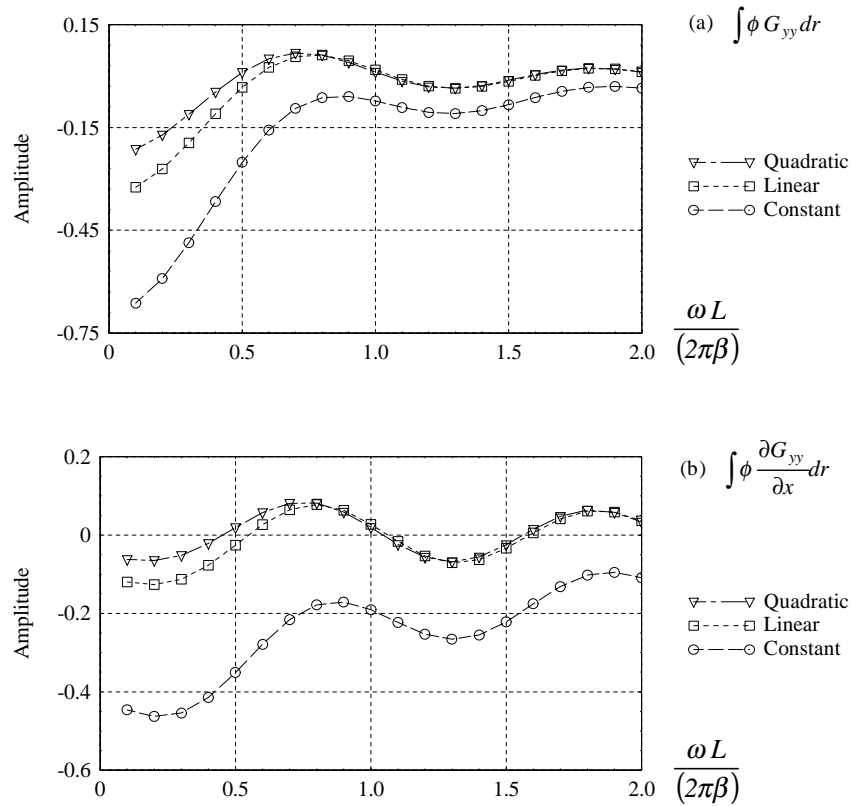 (a) ∫ϕ G_yy dr
0.15
-0.15
-0.45
-0.75
Amplitude
0 0.5 1.0 1.5 2.0
Quadratic
Linear
Constant
ω L
(2πβ)
(b) ∫ϕ ∂G_yy/∂x dr
0.2
0
-0.2
-0.4
-0.6
Amplitude
0 0.5 1.0 1.5 2.0
Quadratic
Linear
Constant
ω L
(2πβ)